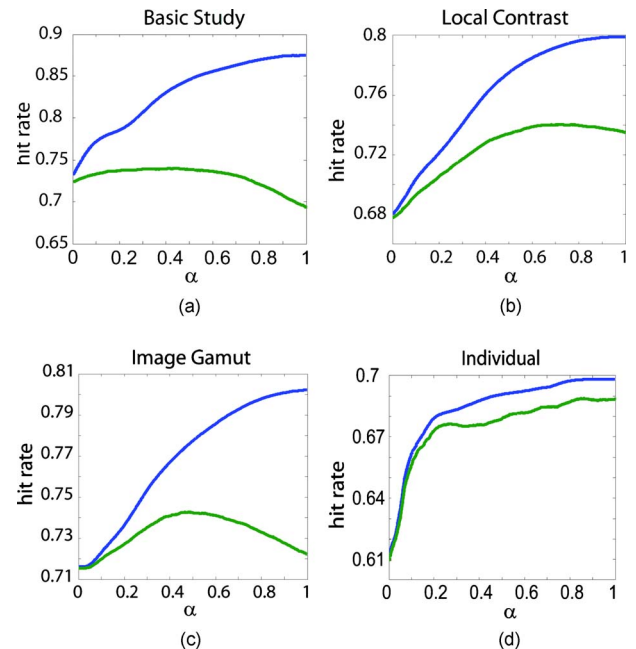 Basic Study
0.9
0.85
0.8
0.75
0.7
0.65
hit rate
0 0.2 0.4 0.6 0.8 1
α
(a)
Local Contrast
0.8
0.76
0.72
0.68
hit rate
0 0.2 0.4 0.6 0.8 1
α
(b)
Image Gamut
0.81
0.77
0.75
0.73
0.71
hit rate
0 0.2 0.4 0.6 0.8 1
α
(c)
Individual
0.7
0.67
0.64
0.61
hit rate
0 0.2 0.4 0.6 0.8 1
α
(d)